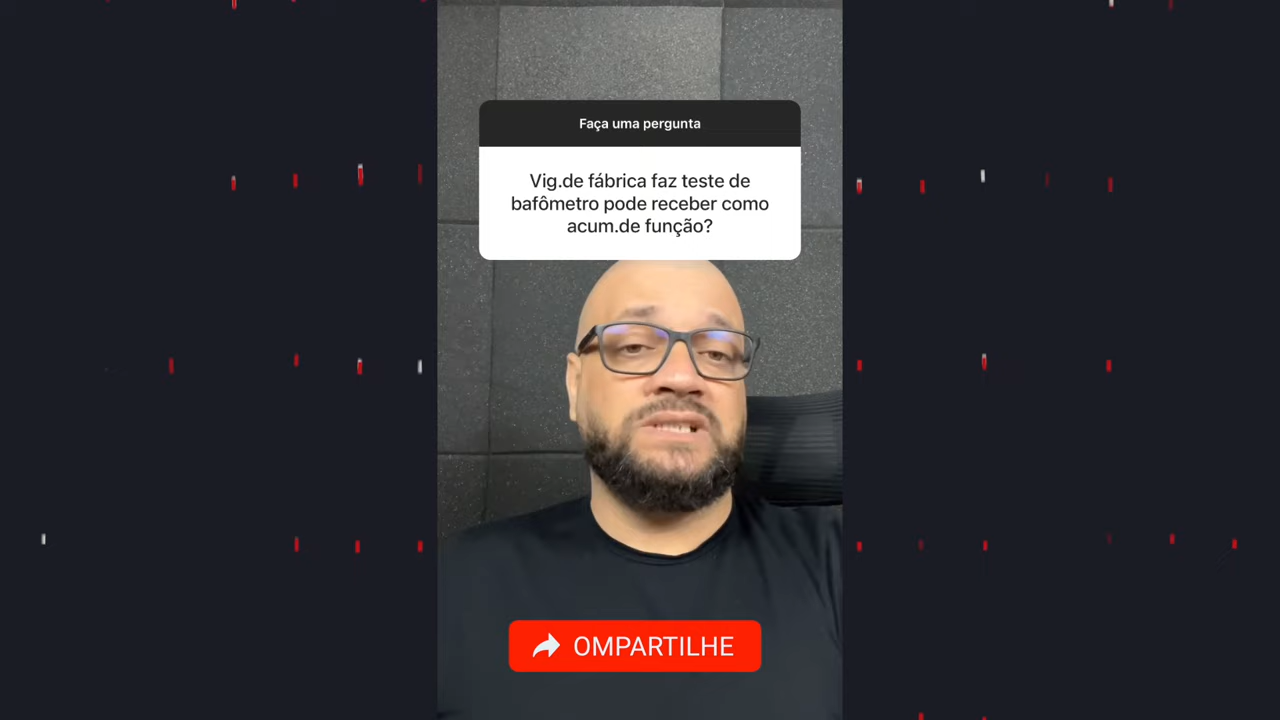 Faça uma pergunta
Vig.de fábrica faz teste de
bafômetro pode receber como
acum.de função?
OMPARTILHE